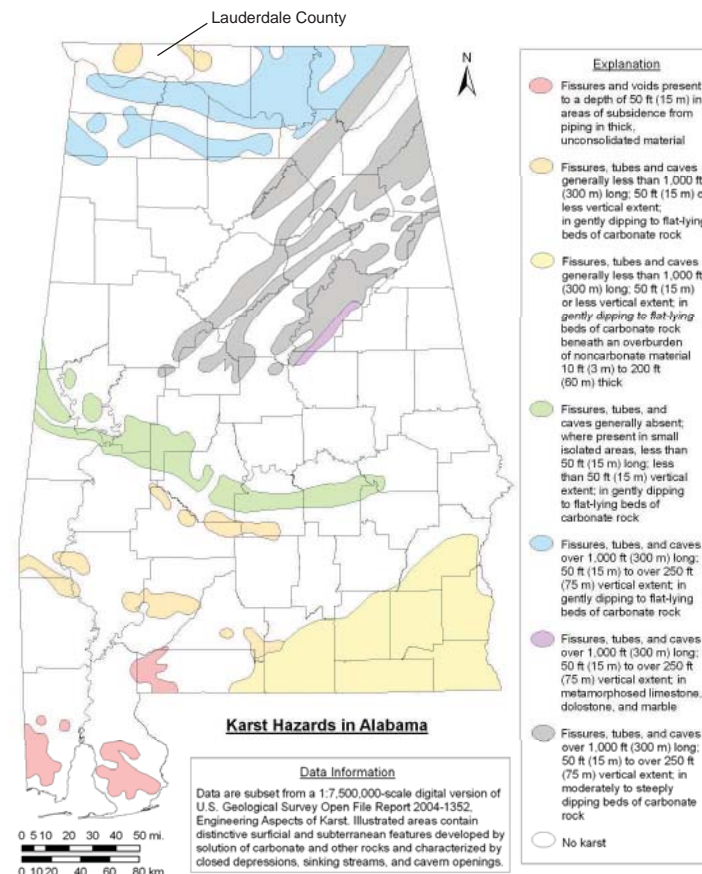 Lauderdale County
N
Explanation
Fissures and voids present
to a depth of 50 ft (15 m) in
areas of subsidence from
piping in thick,
unconsolidated material
Fissures, tubes and caves
generally less than 1,000 ft
(300 m) long; 50 ft (15 m) o
less vertical extent;
in gently dipping to flat-lying
beds of carbonate rock
Fissures, tubes and caves
generally less than 1,000 ft
(300 m) long; 50 ft (15 m)
or less vertical extent; in
gently dipping to flat-lying
beds of carbonate rock
beneath an overburden
of noncarbonate material
10 ft (3 m) to 200 ft
(60 m) thick
Fissures, tubes, and
caves generally absent;
where present in small
isolated areas, less than
50 ft (15 m) long; less
than 50 ft (15 m) vertical
extent; in gently dipping
to flat-lying beds of
carbonate rock
Fissures, tubes, and caves
over 1,000 ft (300 m) long;
50 ft (15 m) to over 250 ft
(75 m) vertical extent; in
gently dipping to flat-lying
beds of carbonate rock
Fissures, tubes, and caves
over 1,000 ft (300 m) long;
50 ft (15 m) to over 250 ft
(75 m) vertical extent; in
metamorphosed limestone,
dolostone, and marble
Fissures, tubes, and caves
over 1,000 ft (300 m) long;
50 ft (15 m) to over 250 ft
(75 m) vertical extent; in
moderately to steeply
dipping beds of carbonate
rock
No karst
Karst Hazards in Alabama
Data Information
Data are subset from a 1:7,500,000-scale digital version of
U.S. Geological Survey Open File Report 2004-1352,
Engineering Aspects of Karst. Illustrated areas contain
distinctive surficial and subterranean features developed by
solution of carbonate and other rocks and characterized by
closed depressions, sinking streams, and cavern openings.
0 5 10 20 30 40 50 mi.
0 10 20 40 60 80 km